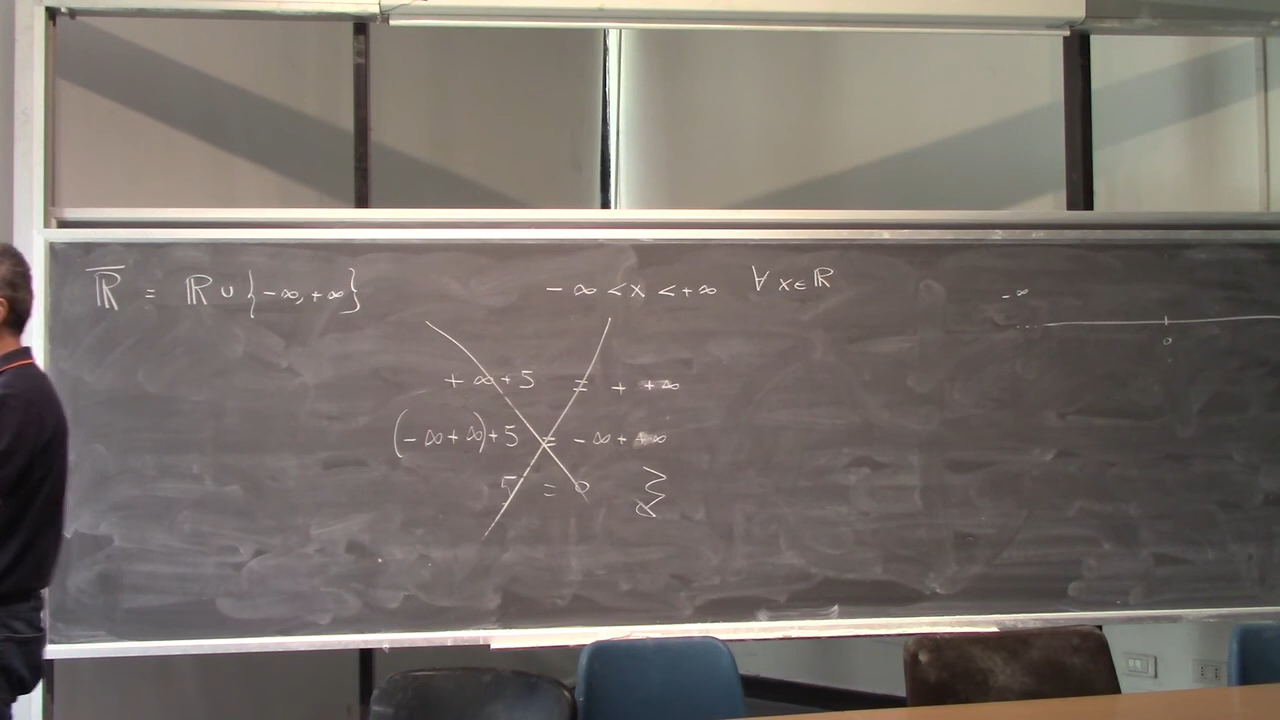 R̅ = R ∪ {-∞, +∞}
-∞ < x < +∞ ∀ x ∈ R
-∞
0
+∞+5 = + +∞
(-∞+∞)+5 = -∞+ +∞
5 = 0